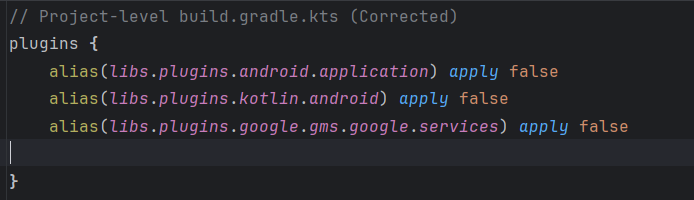 // Project-level build.gradle.kts (Corrected)
plugins {
    alias(libs.plugins.android.application) apply false
    alias(libs.plugins.kotlin.android) apply false
    alias(libs.plugins.google.gms.google.services) apply false
}